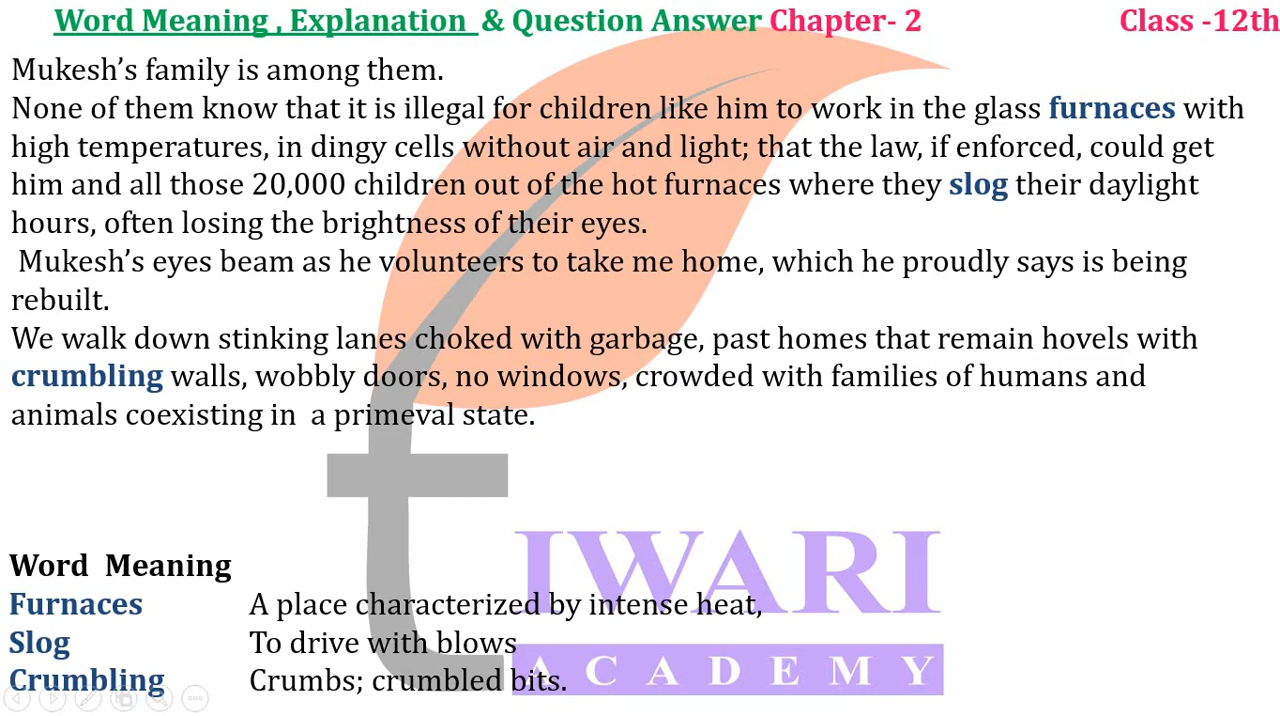 Word Meaning , Explanation & Question Answer Chapter- 2 Class -12th
Mukesh’s family is among them.
None of them know that it is illegal for children like him to work in the glass furnaces with
high temperatures, in dingy cells without air and light; that the law, if enforced, could get
him and all those 20,000 children out of the hot furnaces where they slog their daylight
hours, often losing the brightness of their eyes.
Mukesh’s eyes beam as he volunteers to take me home, which he proudly says is being
rebuilt.
We walk down stinking lanes choked with garbage, past homes that remain hovels with
crumbling walls, wobbly doors, no windows, crowded with families of humans and
animals coexisting in a primeval state.
Word Meaning
Furnaces A place characterized by intense heat,
Slog To drive with blows
Crumbling Crumbs; crumbled bits.
tIWARI
ACADEMY